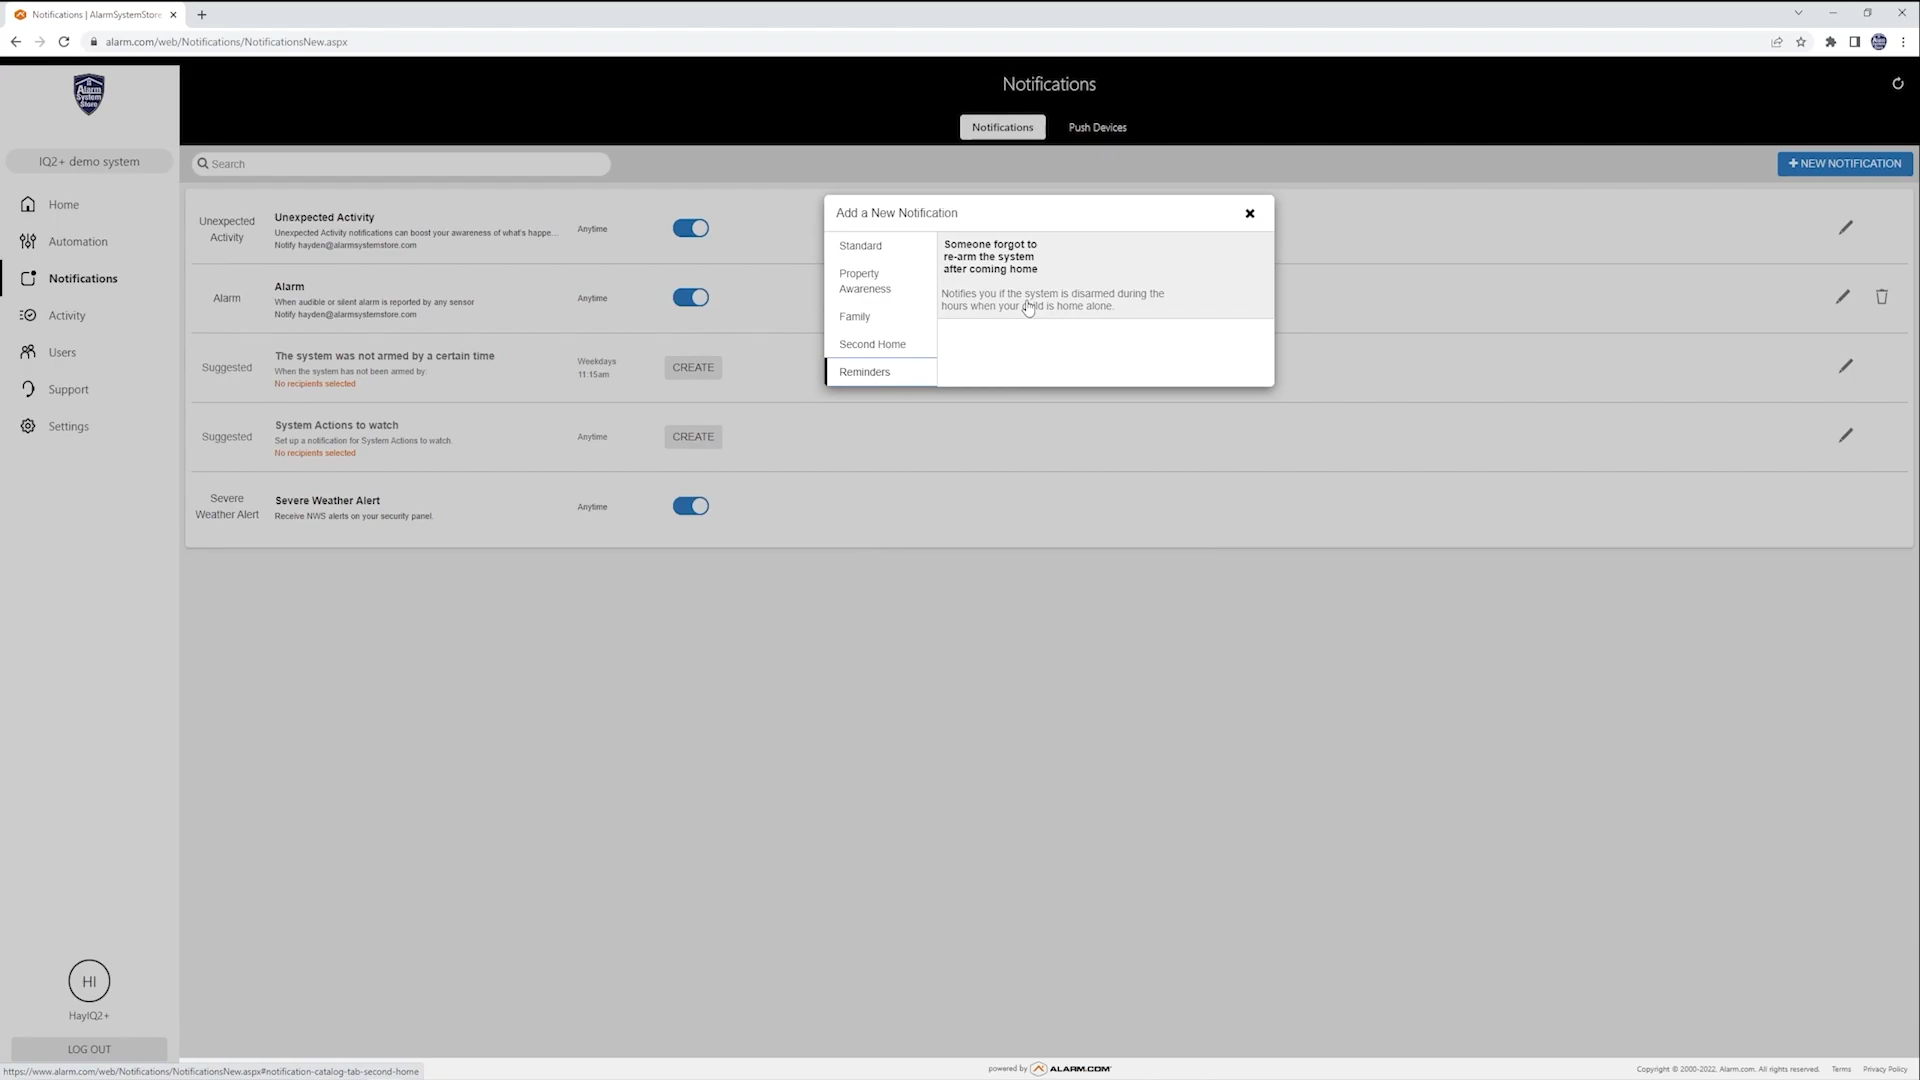 Notifications | AlarmSystemStore
alarm.com/web/Notifications/NotificationsNew.aspx
Alarm
System
Store
Notifications
Notifications
Push Devices
IQ2+ demo system
Search
+ NEW NOTIFICATION
Home
Automation
Notifications
Activity
Users
Support
Settings
Unexpected
Activity
Unexpected Activity
Unexpected Activity notifications can boost your awareness of what's happe...
Notify hayden@alarmsystemstore.com
Anytime
Alarm
Alarm
When audible or silent alarm is reported by any sensor
Notify hayden@alarmsystemstore.com
Anytime
Suggested
The system was not armed by a certain time
When the system has not been armed by:
No recipients selected
Weekdays
11:15am
CREATE
Suggested
System Actions to watch
Set up a notification for System Actions to watch.
No recipients selected
Anytime
CREATE
Severe
Weather Alert
Severe Weather Alert
Receive NWS alerts on your security panel.
Anytime
Add a New Notification
Standard
Property
Awareness
Family
Second Home
Reminders
Someone forgot to
re-arm the system
after coming home
Notifies you if the system is disarmed during the
hours when your child is home alone.
HI
HayIQ2+
LOG OUT
https://www.alarm.com/web/Notifications/NotificationsNew.aspx#notification-catalog-tab-second-home
powered by ALARM.COM
Copyright © 2000-2022, Alarm.com. All rights reserved.
Terms
Privacy Policy